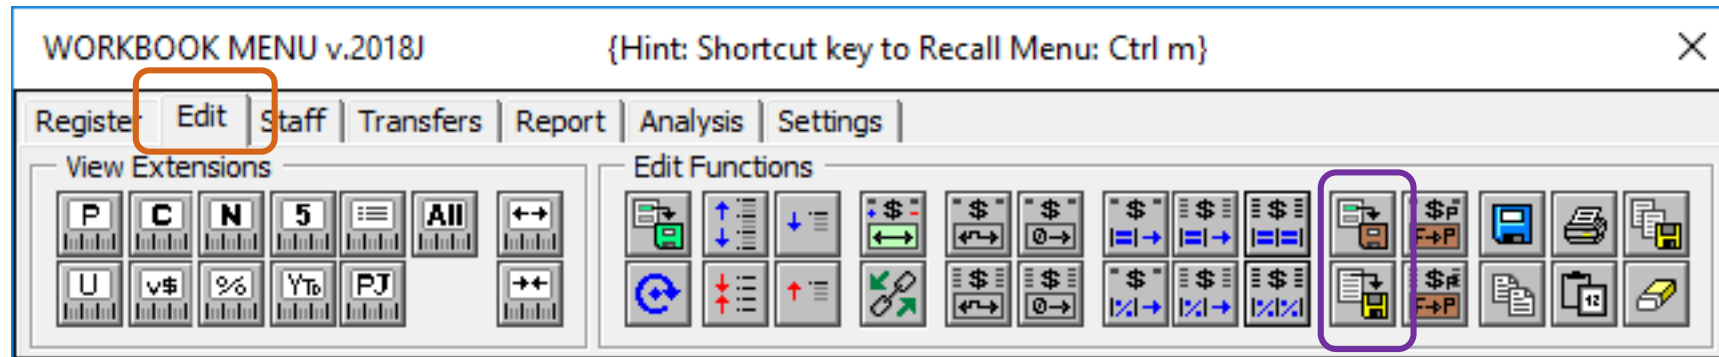 WORKBOOK MENU v.2018J {Hint: Shortcut key to Recall Menu: Ctrl m}
Register Edit Staff Transfers Report Analysis Settings
View Extensions Edit Functions
P C N 5 All $ $ $ $ $ $ $P F→P
U v$ % YTD PJ $ $ $ $ $ F→P 12